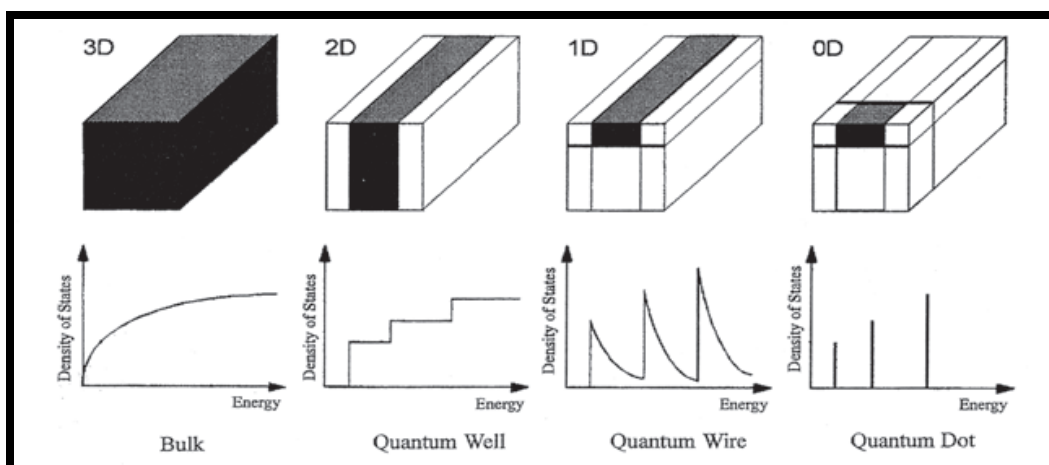 3D
2D
1D
0D
Density of States
Energy
Density of States
Energy
Density of States
Energy
Density of States
Energy
Bulk
Quantum Well
Quantum Wire
Quantum Dot